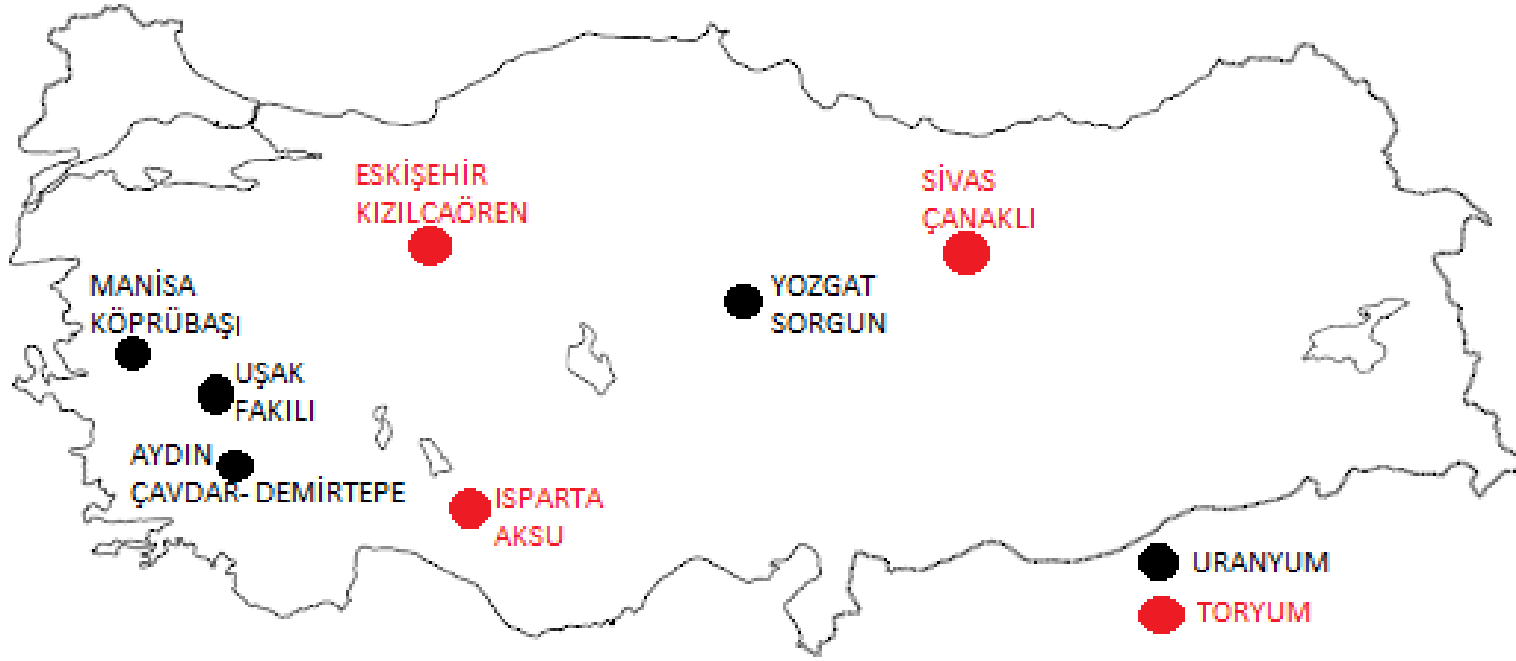 ESKİŞEHİR
KIZILCAÖREN
SİVAS
ÇANAKLI
MANİSA
KÖPRÜBAŞI
YOZGAT
SORGUN
UŞAK
FAKILI
AYDIN
ÇAVDAR- DEMİRTEPE
ISPARTA
AKSU
URANYUM
TORYUM